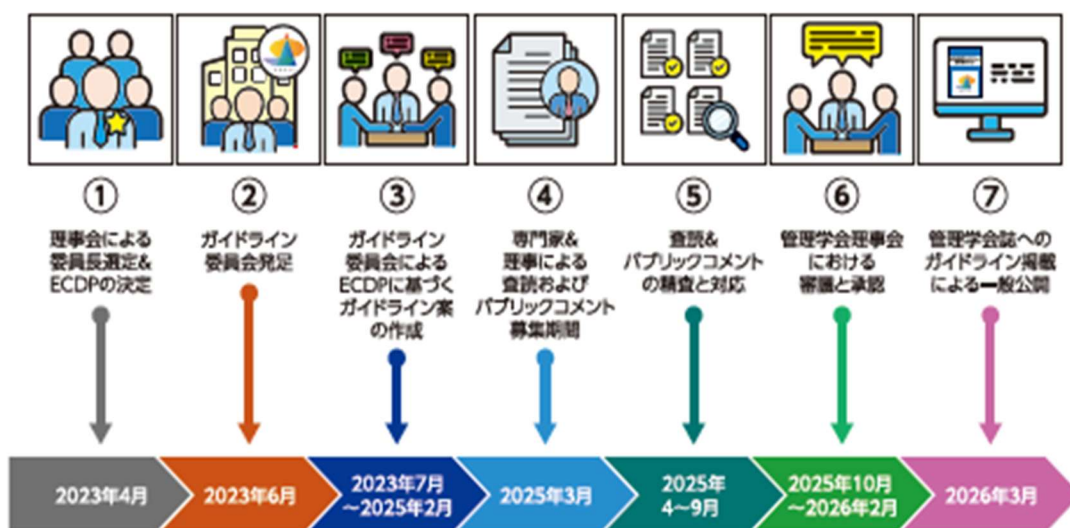 ①
理事会による
委員長選定&
ECDPの決定
②
ガイドライン
委員会発足
③
ガイドライン
委員会による
ECDPに基づく
ガイドライン案
の作成
④
専門家&
理事による
査読および
パブリックコメント
募集期間
⑤
査読&
パブリックコメント
の精査と対応
⑥
管理学会理事会
における
審議と承認
⑦
管理学会誌への
ガイドライン掲載
による一般公開
2023年4月
2023年6月
2023年7月
～2025年2月
2025年3月
2025年
4～9月
2025年10月
～2026年2月
2026年3月